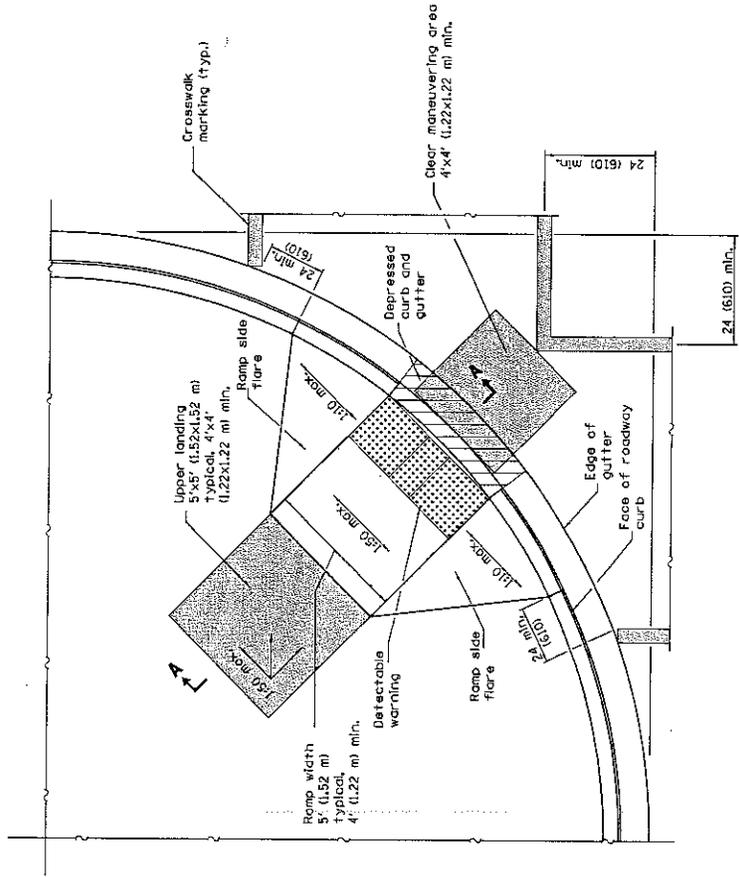 Crosswalk
marking (typ.)
Clear maneuvering area
4'x4' (1.22x1.22 m) min.
24 (610) min.
24 (610) min.
24
min.
(610)
Depressed
curb and
gutter
Ramp side
flare
Upper landing
5'x5' (1.52x1.52 m)
typical, 4'x4'
(1.22x1.22 m) min.
1:10 max.
A
1:50 max.
1:10 max.
Edge of
gutter
Face of roadway
curb
24 min.
(610)
Ramp side
flare
Detectable
warning
1:50 max.
A
Ramp width
5' (1.52 m)
typical,
4' (1.22 m) min.